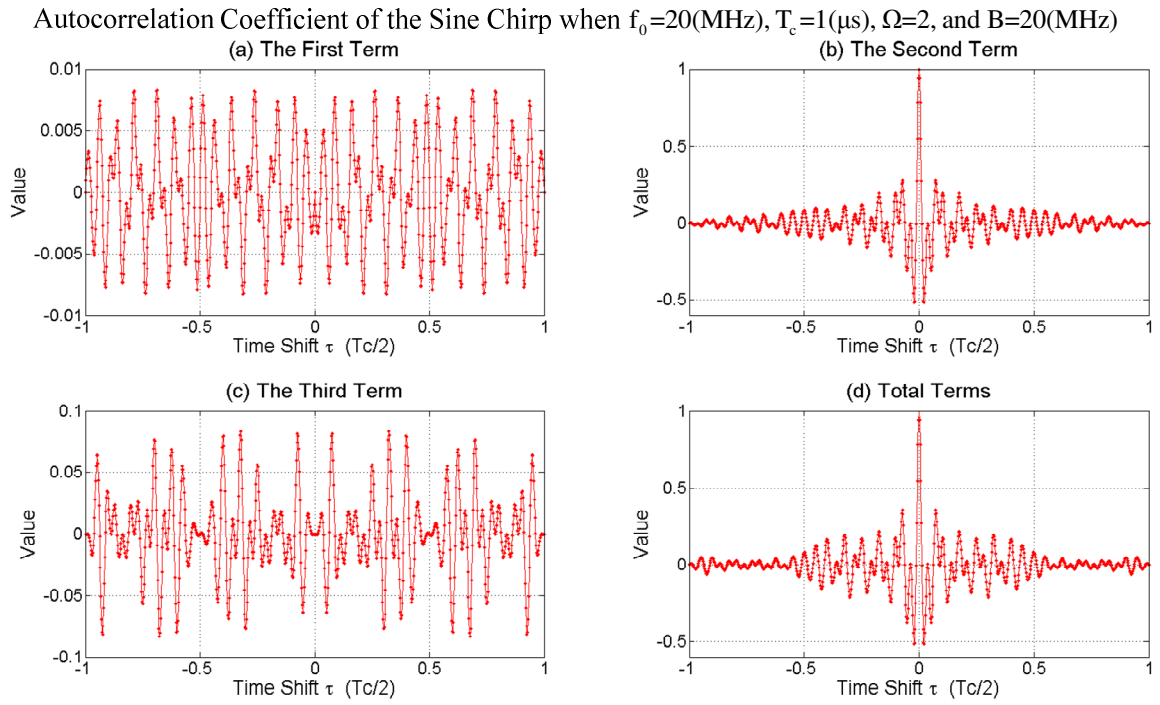 Autocorrelation Coefficient of the Sine Chirp when f₀=20(MHz), T꜀=1(μs), Ω=2, and B=20(MHz)
(a) The First Term
0.01
0.005
0
-0.005
-0.01
Value
-1 -0.5 0 0.5 1
Time Shift τ (Tc/2)
(b) The Second Term
1
0.5
0
-0.5
Value
-1 -0.5 0 0.5 1
Time Shift τ (Tc/2)
(c) The Third Term
0.1
0.05
0
-0.05
-0.1
Value
-1 -0.5 0 0.5 1
Time Shift τ (Tc/2)
(d) Total Terms
1
0.5
0
-0.5
Value
-1 -0.5 0 0.5 1
Time Shift τ (Tc/2)